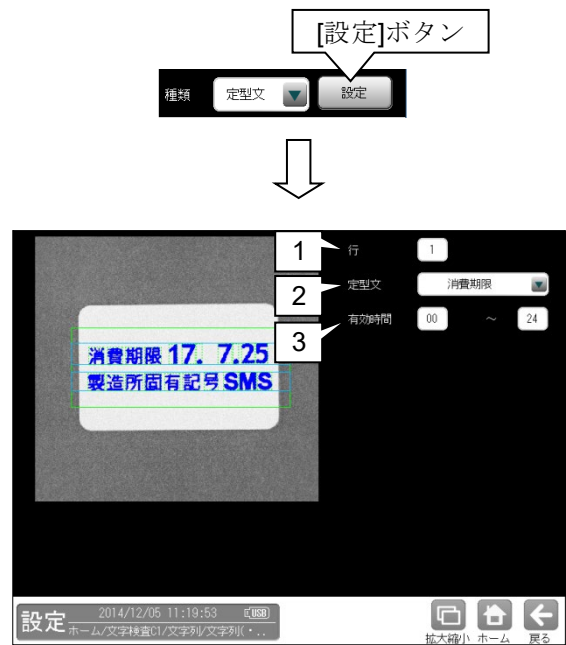 [設定]ボタン
種類 定型文 設定
1 行 1
2 定型文 消費期限
3 有効時間 00 ～ 24
消費期限 17. 7.25
製造所固有記号 SMS
設定 2014/12/05 11:19:53 USB
ホーム/文字検査C1/文字列/文字列(・..
拡大縮小 ホーム 戻る